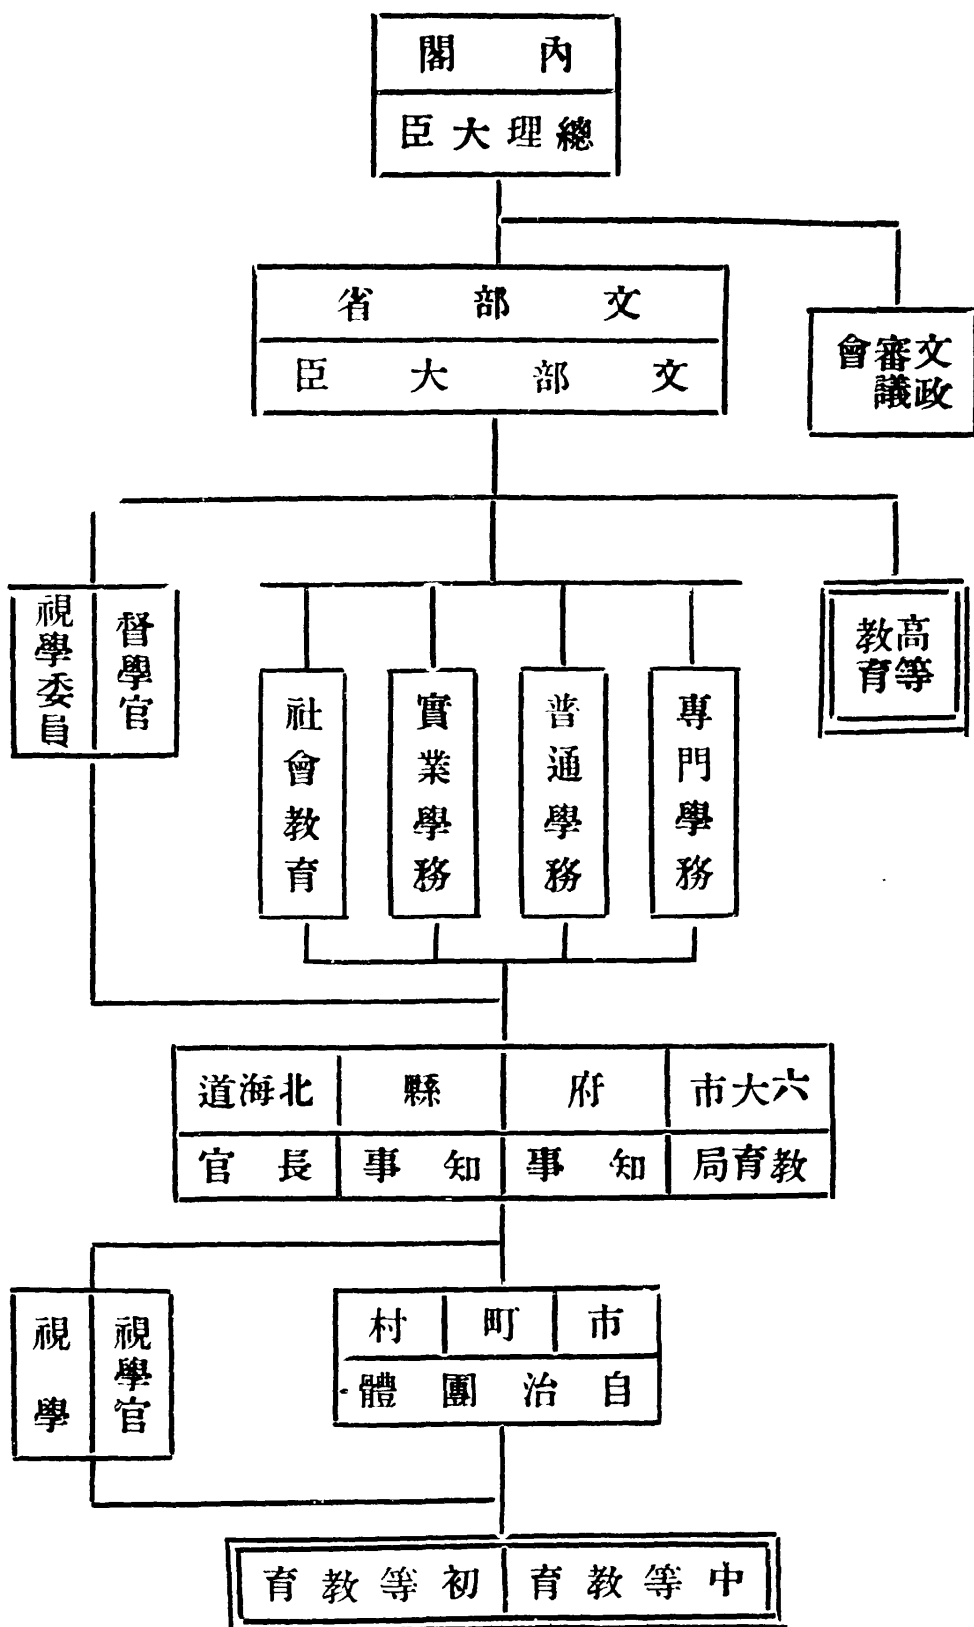 內閣
總理大臣
文政
審議
會
文部省
文部大臣
高等
教育
專門學務
普通學務
實業學務
社會教育
督學官
視學委員
六大市
府
縣
北海道
教育局
知事
知事
長官
市
町
村
自治團體
視學官
視學
中等教育
初等教育